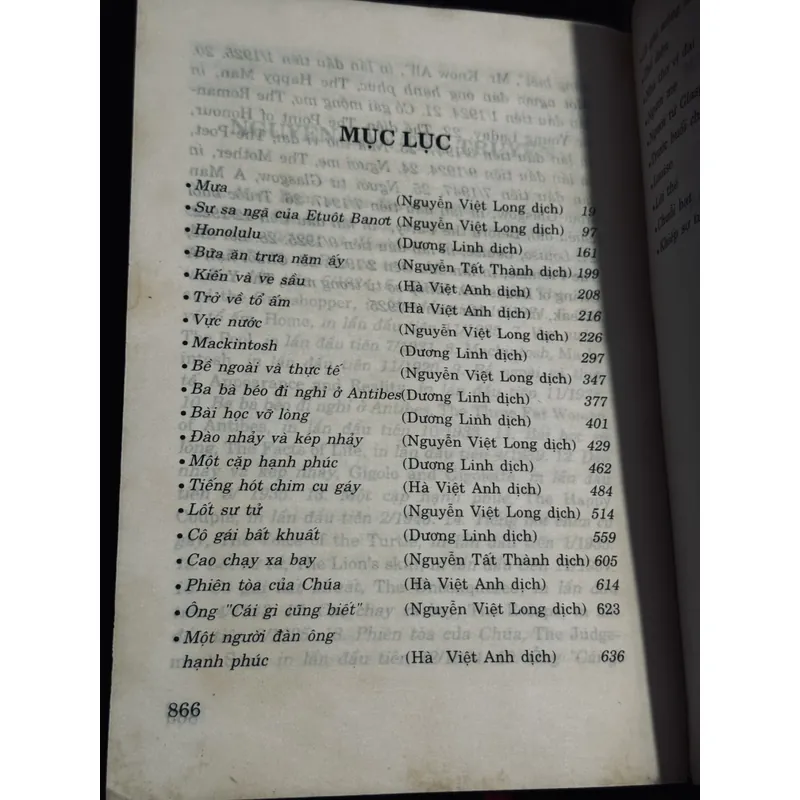 MỤC LỤC
• Mưa (Nguyễn Việt Long dịch) 19
• Sự sa ngã của Etuôt Banơt (Nguyễn Việt Long dịch) 97
• Honolulu (Dương Linh dịch) 161
• Bữa ăn trưa năm ấy (Nguyễn Tất Thành dịch) 199
• Kiến và ve sầu (Hà Việt Anh dịch) 208
• Trở về tổ ấm (Hà Việt Anh dịch) 216
• Vực nước (Nguyễn Việt Long dịch) 226
• Mackintosh (Dương Linh dịch) 297
• Bề ngoài và thực tế (Nguyễn Việt Long dịch) 347
• Ba bà béo đi nghỉ ở Antibes (Dương Linh dịch) 377
• Bài học vỡ lòng (Dương Linh dịch) 401
• Đào nhảy và kép nhảy (Nguyễn Việt Long dịch) 429
• Một cặp hạnh phúc (Dương Linh dịch) 462
• Tiếng hót chim cu gáy (Hà Việt Anh dịch) 484
• Lốt sư tử (Nguyễn Việt Long dịch) 514
• Cô gái bất khuất (Dương Linh dịch) 559
• Cao chạy xa bay (Nguyễn Tất Thành dịch) 605
• Phiên tòa của Chúa (Hà Việt Anh dịch) 614
• Ông "Cái gì cũng biết" (Nguyễn Việt Long dịch) 623
• Một người đàn ông
hạnh phúc (Hà Việt Anh dịch) 636
866